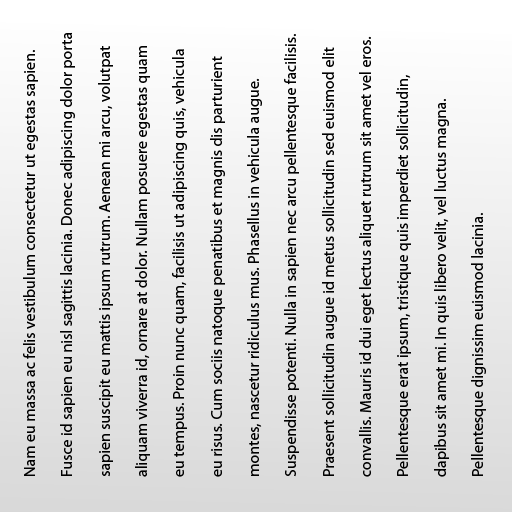 Nam eu massa ac felis vestibulum consectetur ut egestas sapien.
Fusce id sapien eu nisl sagittis lacinia. Donec adipiscing dolor porta
sapien suscipit eu mattis ipsum rutrum. Aenean mi arcu, volutpat
aliquam viverra id, ornare at dolor. Nullam posuere egestas quam
eu tempus. Proin nunc quam, facilisis ut adipiscing quis, vehicula
eu risus. Cum sociis natoque penatibus et magnis dis parturient
montes, nascetur ridiculus mus. Phasellus in vehicula augue.
Suspendisse potenti. Nulla in sapien nec arcu pellentesque facilisis.
Praesent sollicitudin augue id metus sollicitudin sed euismod elit
convallis. Mauris id dui eget lectus aliquet rutrum sit amet vel eros.
Pellentesque erat ipsum, tristique quis imperdiet sollicitudin,
dapibus sit amet mi. In quis libero velit, vel luctus magna.
Pellentesque dignissim euismod lacinia.